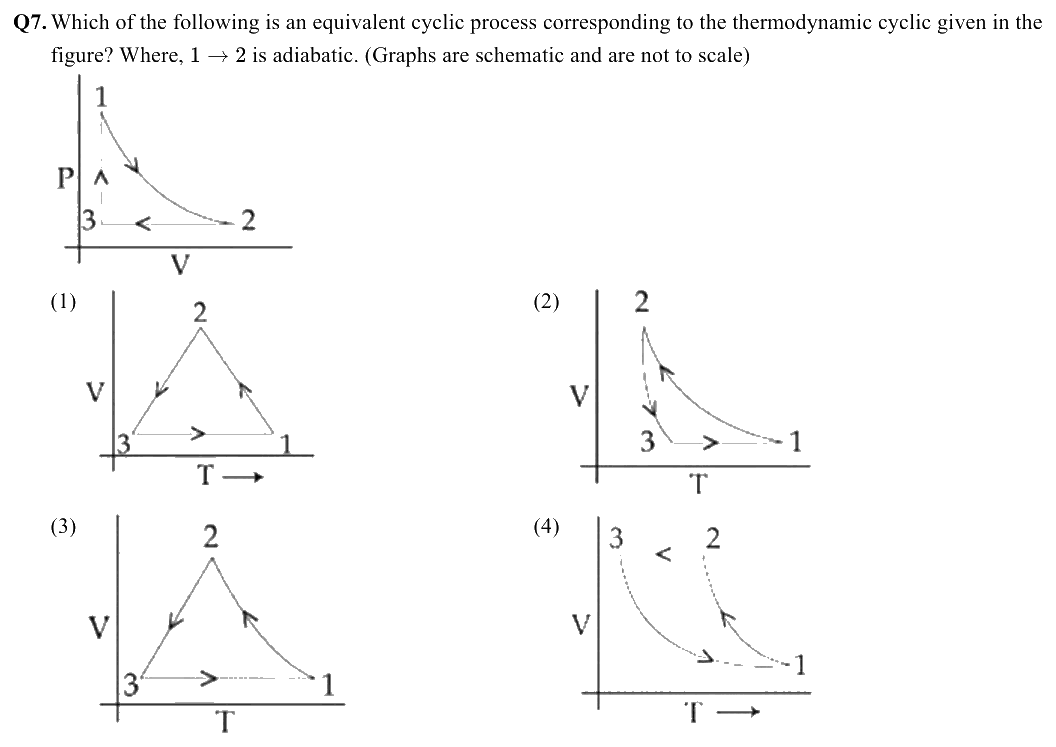 Q7. Which of the following is an equivalent cyclic process corresponding to the thermodynamic cyclic given in the
figure? Where, 1 → 2 is adiabatic. (Graphs are schematic and are not to scale)
1
P
3
2
V
(1)
2
V
3
1
T →
(2)
2
V
3
1
T
(3)
2
V
3
1
T
(4)
3
2
V
1
T →